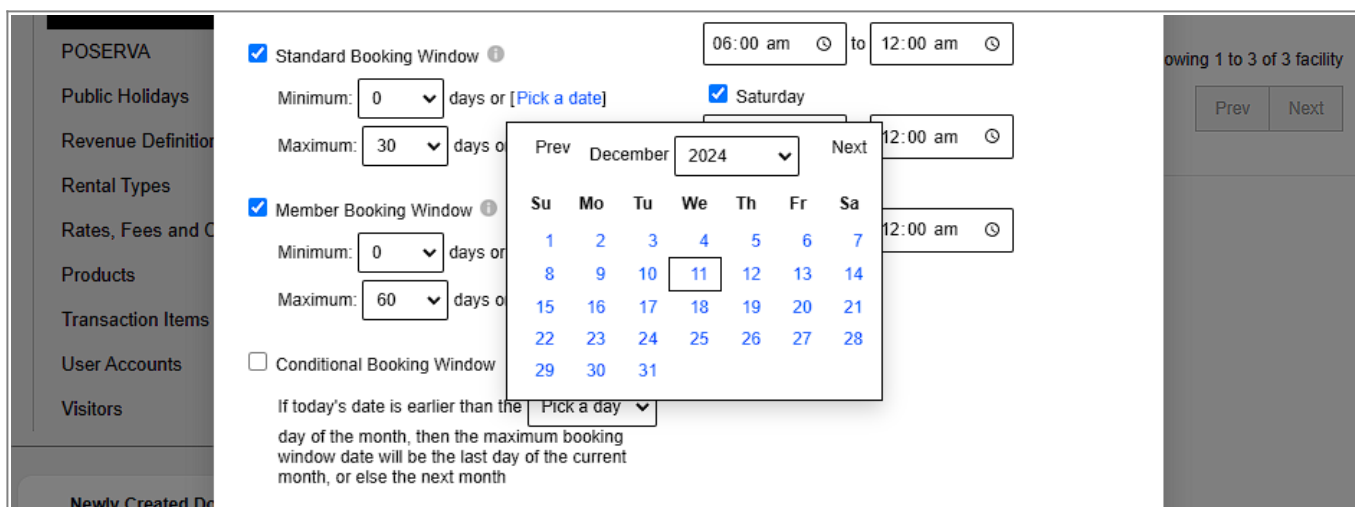 POSERVA
Public Holidays
Revenue Definitior
Rental Types
Rates, Fees and C
Products
Transaction Items
User Accounts
Visitors
Newly Created Do
Standard Booking Window
Minimum: 0 days or [Pick a date]
Maximum: 30 days o
Member Booking Window
Minimum: 0 days or
Maximum: 60 days o
Conditional Booking Window
If today's date is earlier than the Pick a day
day of the month, then the maximum booking
window date will be the last day of the current
month, or else the next month
06:00 am to 12:00 am
Saturday
12:00 am
12:00 am
Prev December 2024 Next
Su Mo Tu We Th Fr Sa
1 2 3 4 5 6 7
8 9 10 11 12 13 14
15 16 17 18 19 20 21
22 23 24 25 26 27 28
29 30 31
owing 1 to 3 of 3 facility
Prev Next